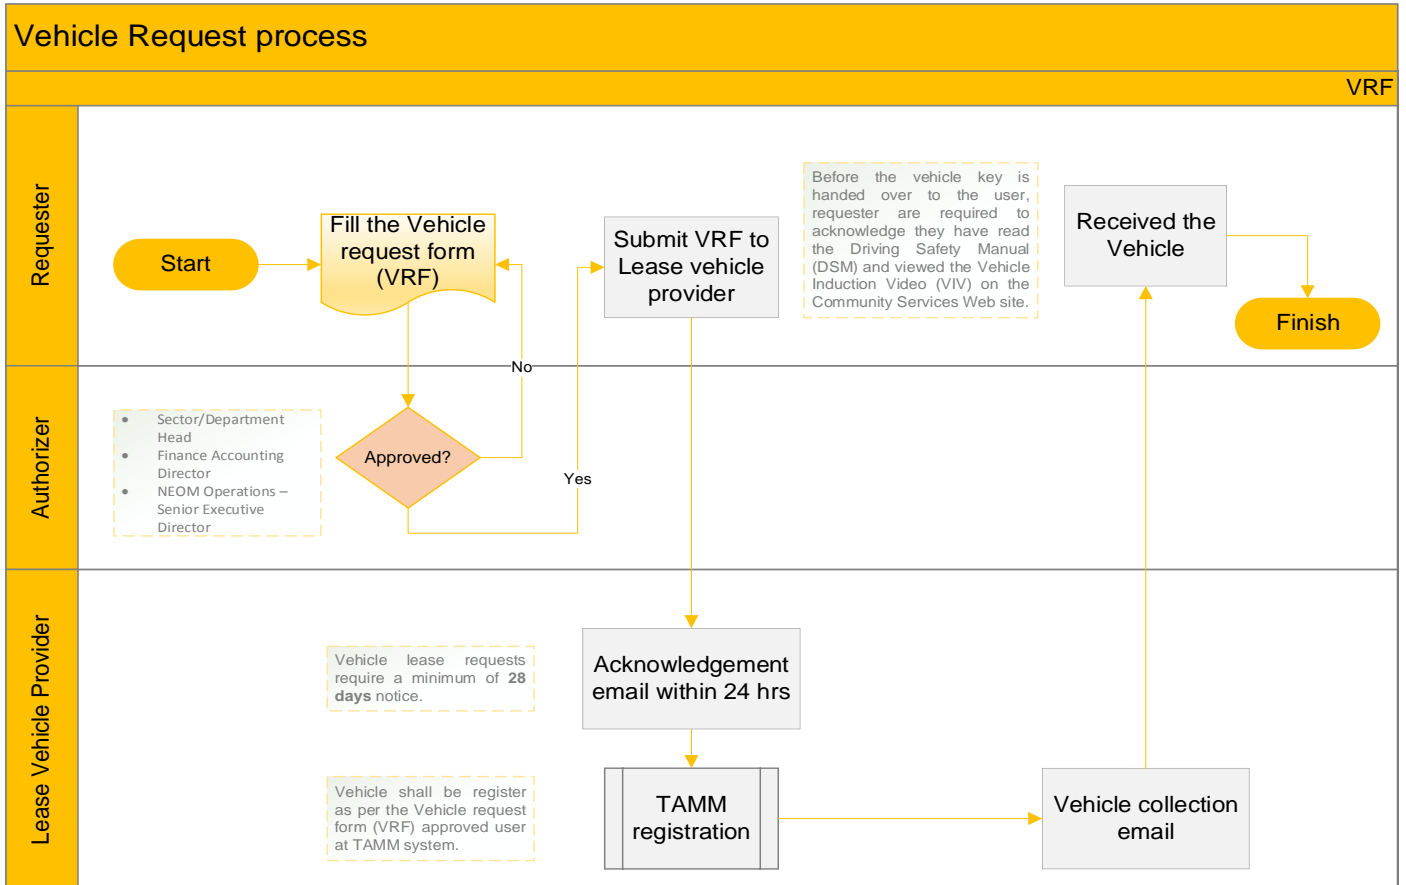 Vehicle Request process
VRF
Requester
Start
Fill the Vehicle
request form
(VRF)
Submit VRF to
Lease vehicle
provider
Before the vehicle key is
handed over to the user,
requester are required to
acknowledge they have read
the Driving Safety Manual
(DSM) and viewed the Vehicle
Induction Video (VIV) on the
Community Services Web site.
Received the
Vehicle
Finish
No
Authorizer
• Sector/Department
Head
• Finance Accounting
Director
• NEOM Operations –
Senior Executive
Director
Approved?
Yes
Lease Vehicle Provider
Vehicle lease requests
require a minimum of 28
days notice.
Acknowledgement
email within 24 hrs
Vehicle shall be register
as per the Vehicle request
form (VRF) approved user
at TAMM system.
TAMM
registration
Vehicle collection
email